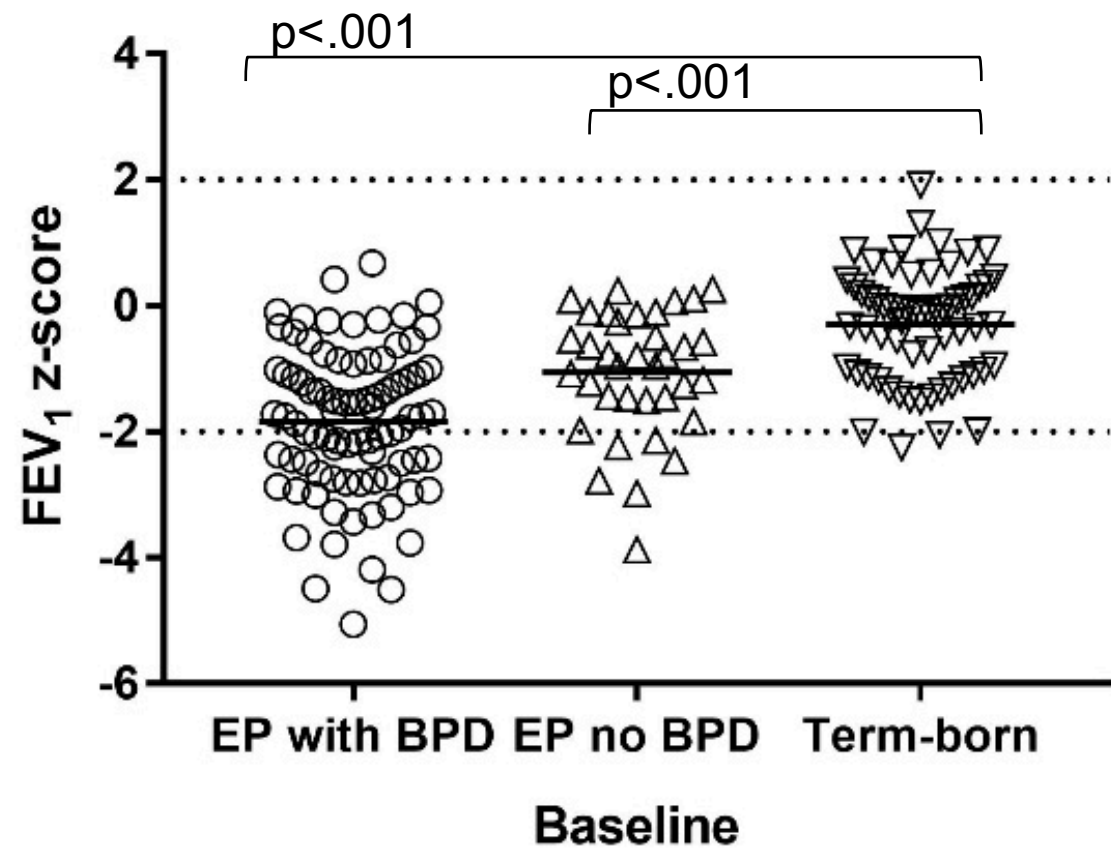 p<.001
p<.001
4
2
0
-2
-4
-6
FEV₁ z-score
EP with BPD EP no BPD Term-born
Baseline